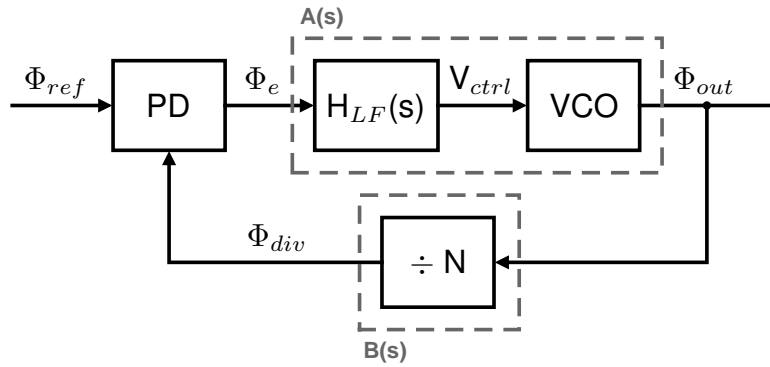 A(s)
Φref
PD
Φe
HLF(s)
Vctrl
VCO
Φout
Φdiv
÷ N
B(s)